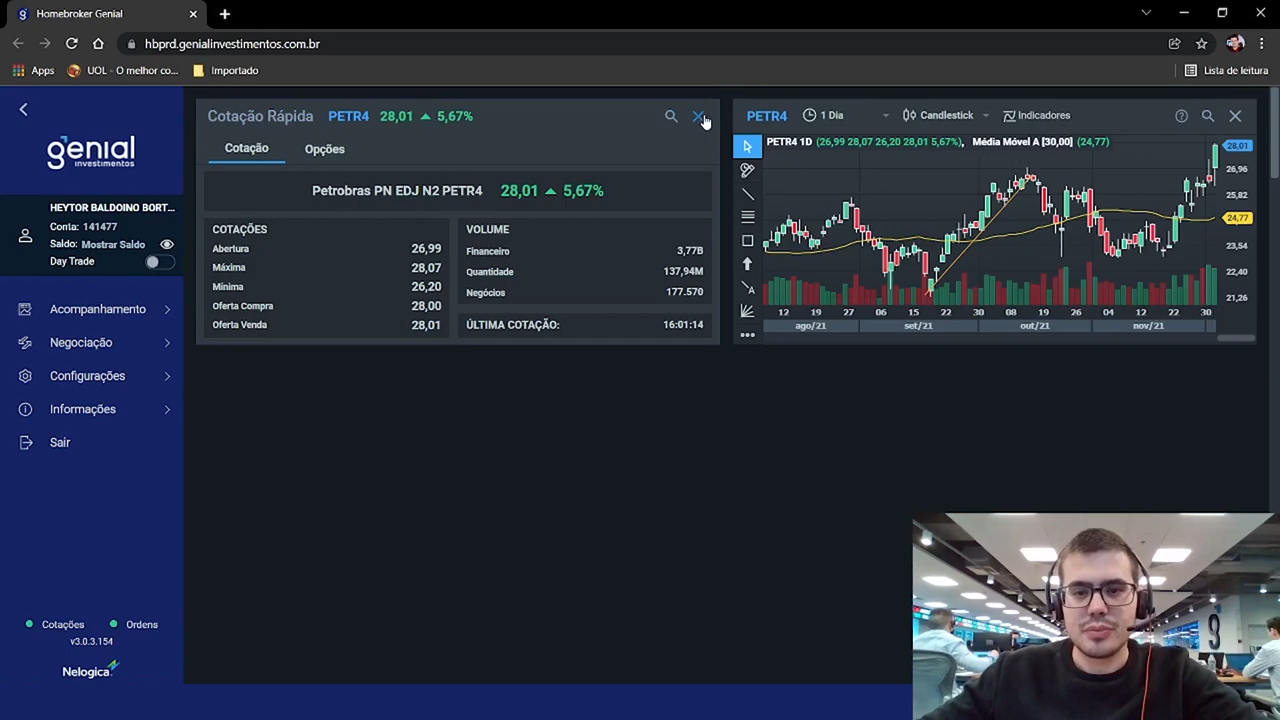 Homebroker Genial
hbprd.genialinvestimentos.com.br
Apps
UOL - O melhor co...
Importado
Lista de leitura
genial
investimentos
HEYTOR BALDOINO BORT...
Conta: 141477
Saldo: Mostrar Saldo
Day Trade
Acompanhamento
Negociação
Configurações
Informações
Sair
Cotações
Ordens
v3.0.3.154
Nelogica
Cotação Rápida PETR4 28,01 5,67%
Cotação
Opções
Petrobras PN EDJ N2 PETR4 28,01 5,67%
COTAÇÕES
Abertura 26,99
Máxima 28,07
Mínima 26,20
Oferta Compra 28,00
Oferta Venda 28,01
VOLUME
Financeiro 3,77B
Quantidade 137,94M
Negócios 177.570
ÚLTIMA COTAÇÃO: 16:01:14
PETR4 1 Dia Candlestick Indicadores
PETR4 1D (26,99 28,07 26,20 28,01 5,67%), Média Móvel A [30,00] (24,77)
28,01
26,96
25,82
24,77
23,54
22,40
21,26
12 19 27 06 15 22 30 08 19 26 04 12 22 30
ago/21 set/21 out/21 nov/21